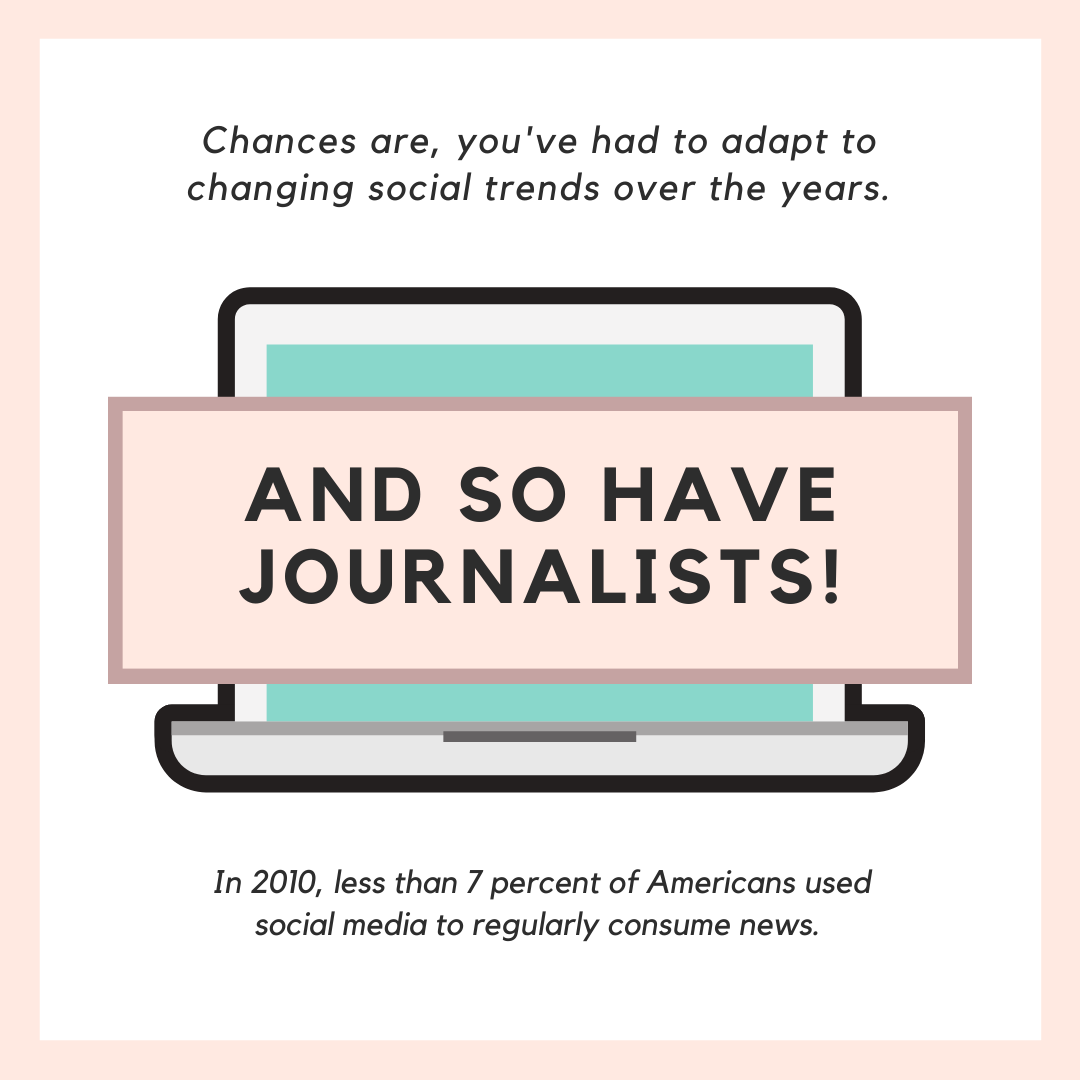 Chances are, you've had to adapt to
changing social trends over the years.
AND SO HAVE
JOURNALISTS!
In 2010, less than 7 percent of Americans used
social media to regularly consume news.